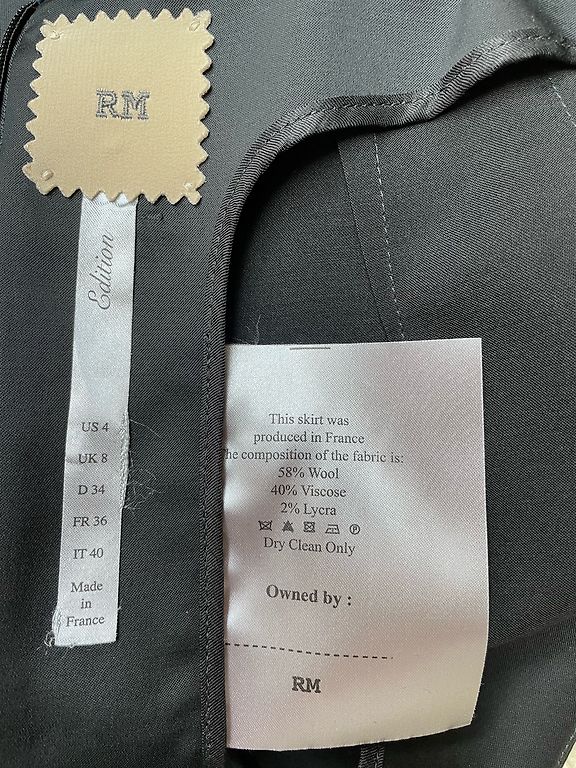 RM
Edition
US 4
UK 8
D 34
FR 36
IT 40
Made
in
France
This skirt was
produced in France
he composition of the fabric is:
58% Wool
40% Viscose
2% Lycra
P
Dry Clean Only
Owned by :
RM